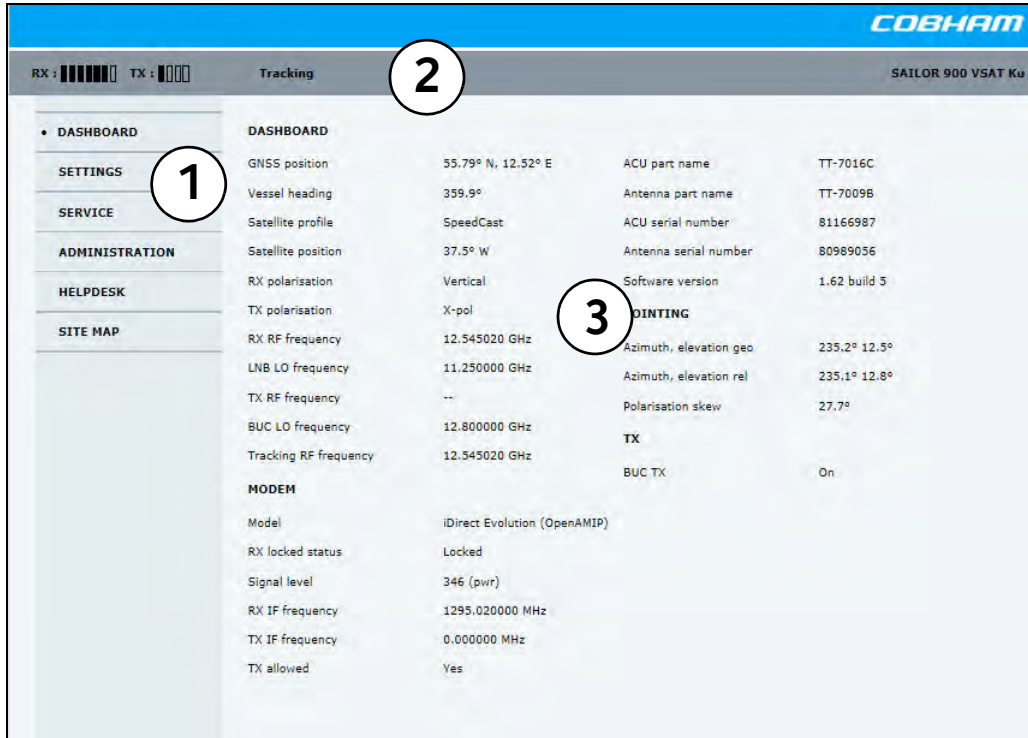 COBHAM
RX : TX : Tracking SAILOR 900 VSAT Ku
2
• DASHBOARD
SETTINGS
1
SERVICE
ADMINISTRATION
HELPDESK
SITE MAP
DASHBOARD
GNSS position 55.79° N, 12.52° E
Vessel heading 359.9°
Satellite profile SpeedCast
Satellite position 37.5° W
RX polarisation Vertical
TX polarisation X-pol
RX RF frequency 12.545020 GHz
LNB LO frequency 11.250000 GHz
TX RF frequency --
BUC LO frequency 12.800000 GHz
Tracking RF frequency 12.545020 GHz
MODEM
Model iDirect Evolution (OpenAMIP)
RX locked status Locked
Signal level 346 (pwr)
RX IF frequency 1295.020000 MHz
TX IF frequency 0.000000 MHz
TX allowed Yes
ACU part name TT-7016C
Antenna part name TT-7009B
ACU serial number 81166987
Antenna serial number 80989056
Software version 1.62 build 5
3
OINTING
Azimuth, elevation geo 235.2° 12.5°
Azimuth, elevation rel 235.1° 12.8°
Polarisation skew 27.7°
TX
BUC TX On